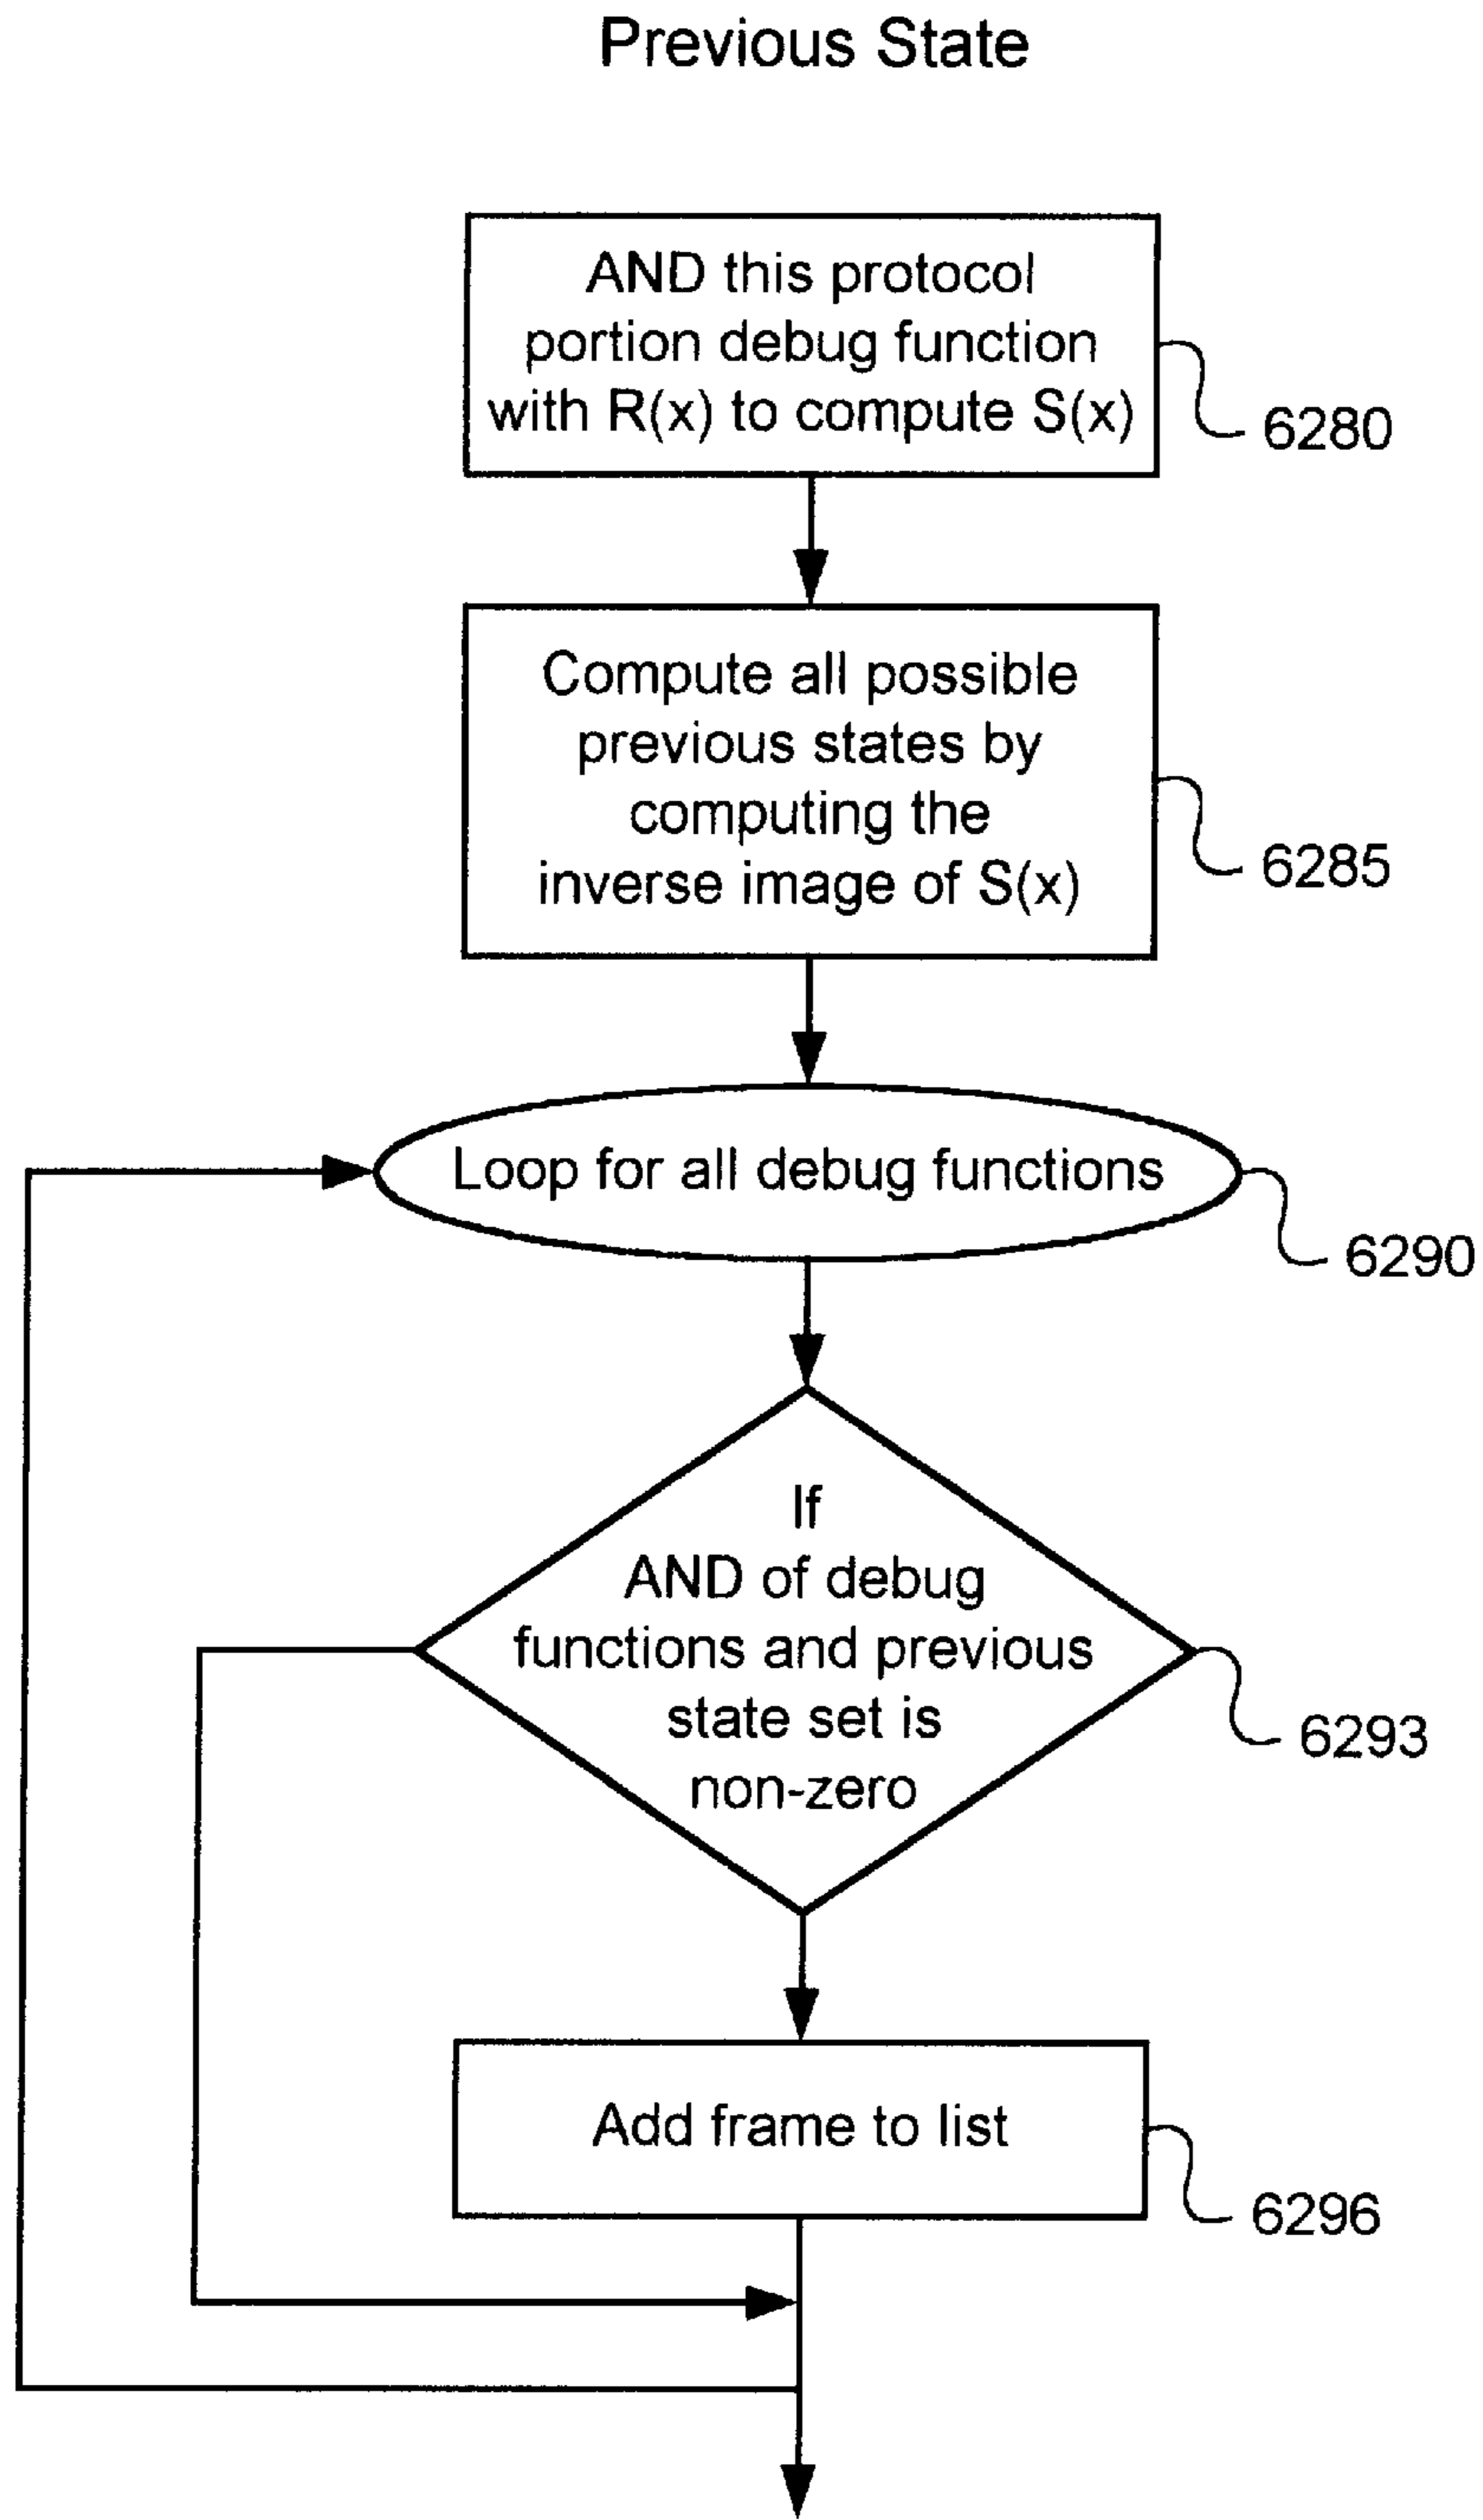 Previous State
AND this protocol
portion debug function
with R(x) to compute S(x)
6280
Compute all possible
previous states by
computing the
inverse image of S(x)
6285
Loop for all debug functions
6290
If
AND of debug
functions and previous
state set is
non-zero
6293
Add frame to list
6296